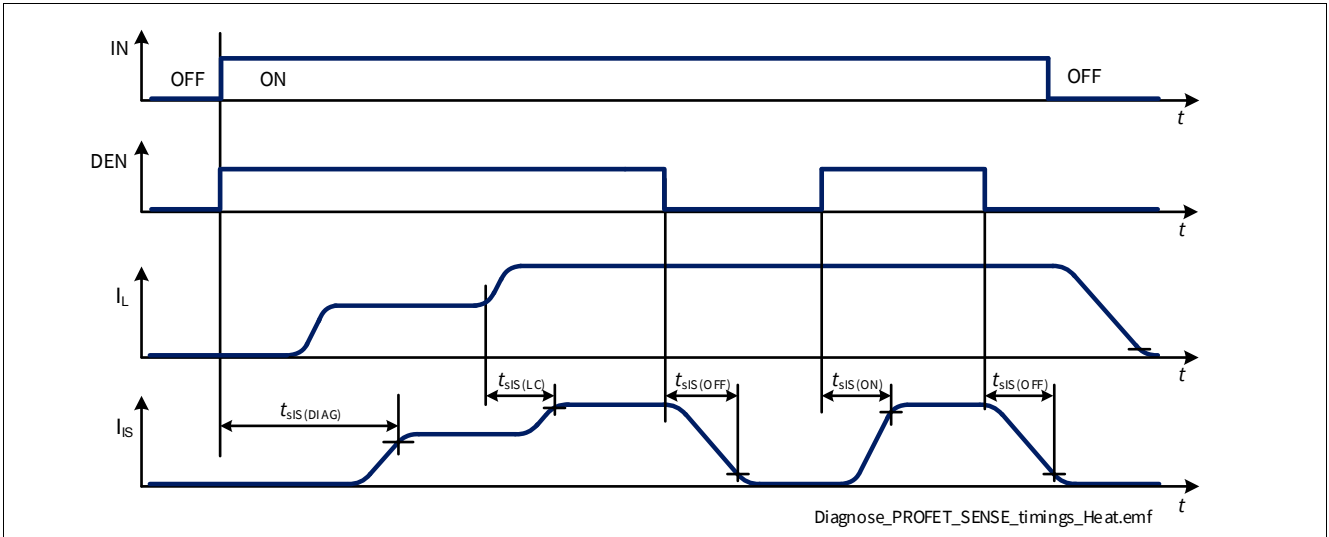 IN
OFF
ON
OFF
t
DEN
t
IL
t
tsIS(DIAG)
tsIS(LC)
tsIS(OFF)
tsIS(ON)
tsIS(OFF)
IIS
t
Diagnose_PROFET_SENSE_timings_Heat.emf